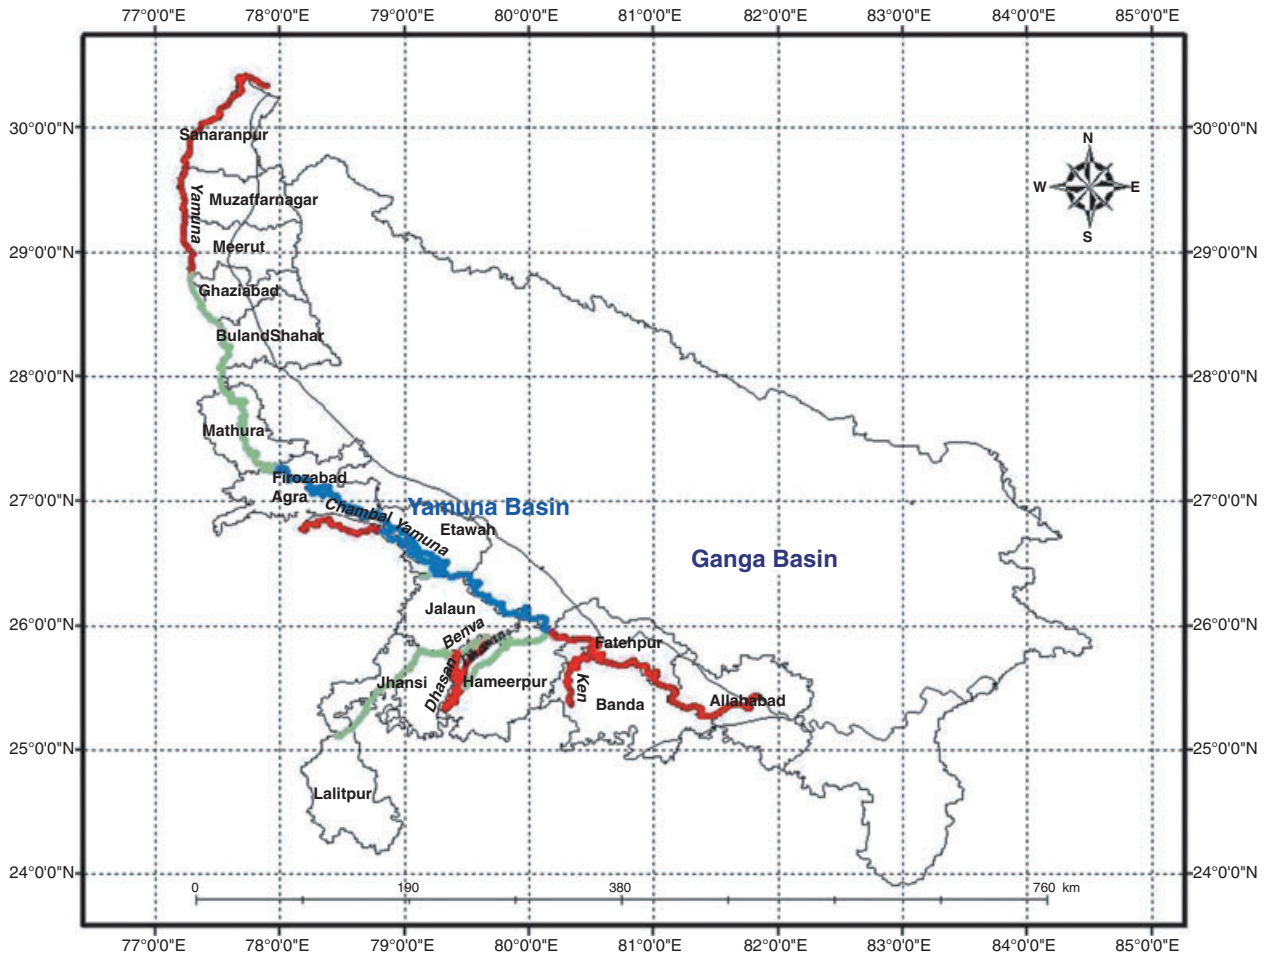 77°0'0"E 78°0'0"E 79°0'0"E 80°0'0"E 81°0'0"E 82°0'0"E 83°0'0"E 84°0'0"E 85°0'0"E
30°0'0"N 30°0'0"N
N
W E
S
Saharanpur
Yamuna
Muzaffarnagar
Meerut
29°0'0"N 29°0'0"N
Ghaziabad
BulandShahar
28°0'0"N 28°0'0"N
Mathura
Firozabad
Agra
27°0'0"N 27°0'0"N
Chambal Yamuna
Yamuna Basin
Etawah
Ganga Basin
Jalaun
26°0'0"N 26°0'0"N
Betwa
Fatehpur
Jhansi
Dhasan
Hameerpur
Ken
Banda
Allahabad
25°0'0"N 25°0'0"N
Lalitpur
24°0'0"N 24°0'0"N
0 190 380 760 km
77°0'0"E 78°0'0"E 79°0'0"E 80°0'0"E 81°0'0"E 82°0'0"E 83°0'0"E 84°0'0"E 85°0'0"E